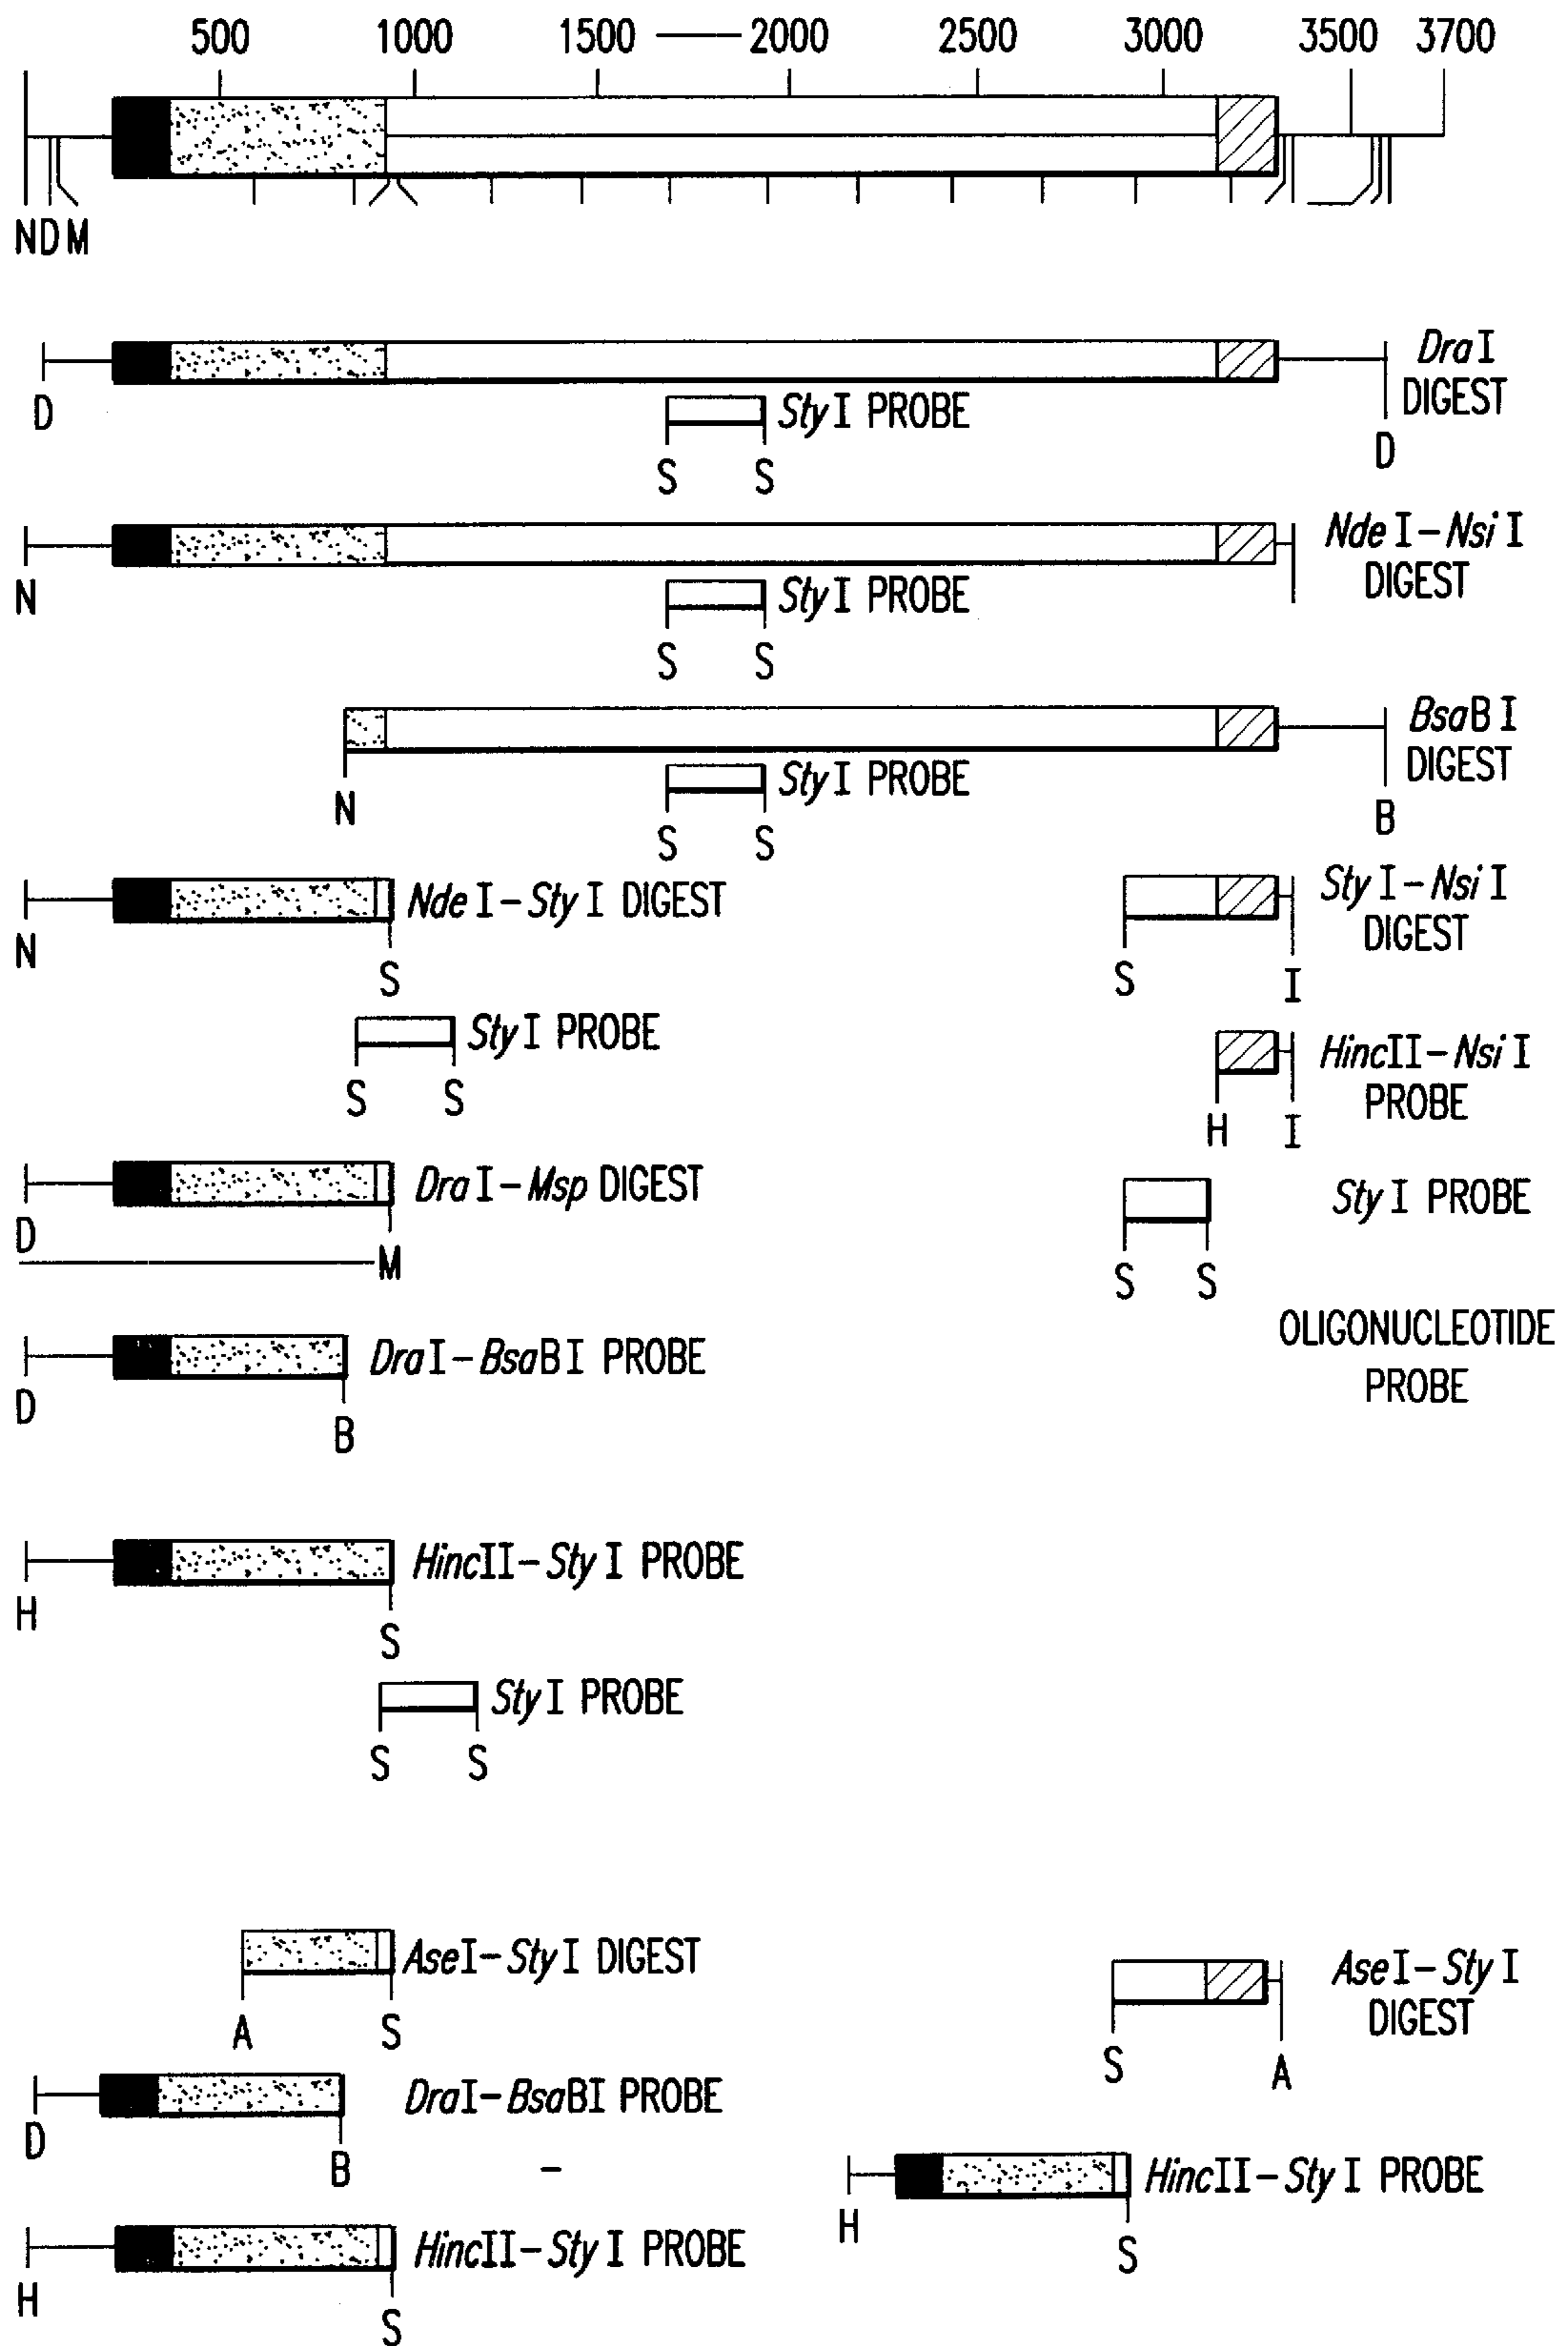 500 1000 1500 2000 2500 3000 3500 3700
N D M
DraI
DIGEST
D
StyI PROBE
D
S S
NdeI-NsiI
DIGEST
N
StyI PROBE
S S
BsaBI
DIGEST
StyI PROBE
N
B
S S
NdeI-StyI DIGEST
StyI-NsiI
DIGEST
N
S
S
I
StyI PROBE
HincII-NsiI
PROBE
S S
H I
DraI-Msp DIGEST
StyI PROBE
D
M
S S
OLIGONUCLEOTIDE
PROBE
DraI-BsaBI PROBE
D
B
HincII-StyI PROBE
H
S
StyI PROBE
S S
AseI-StyI DIGEST
AseI-StyI
DIGEST
A S
S
A
DraI-BsaBI PROBE
D
B
HincII-StyI PROBE
H
S
HincII-StyI PROBE
H
S